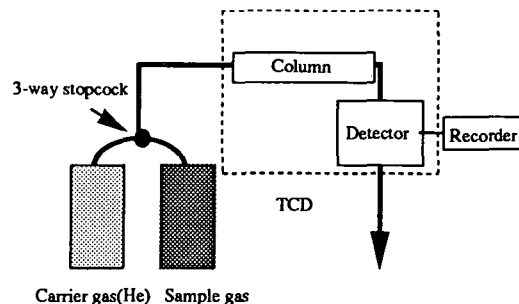 Column
3-way stopcock
Detector
Recorder
TCD
Carrier gas(He)
Sample gas